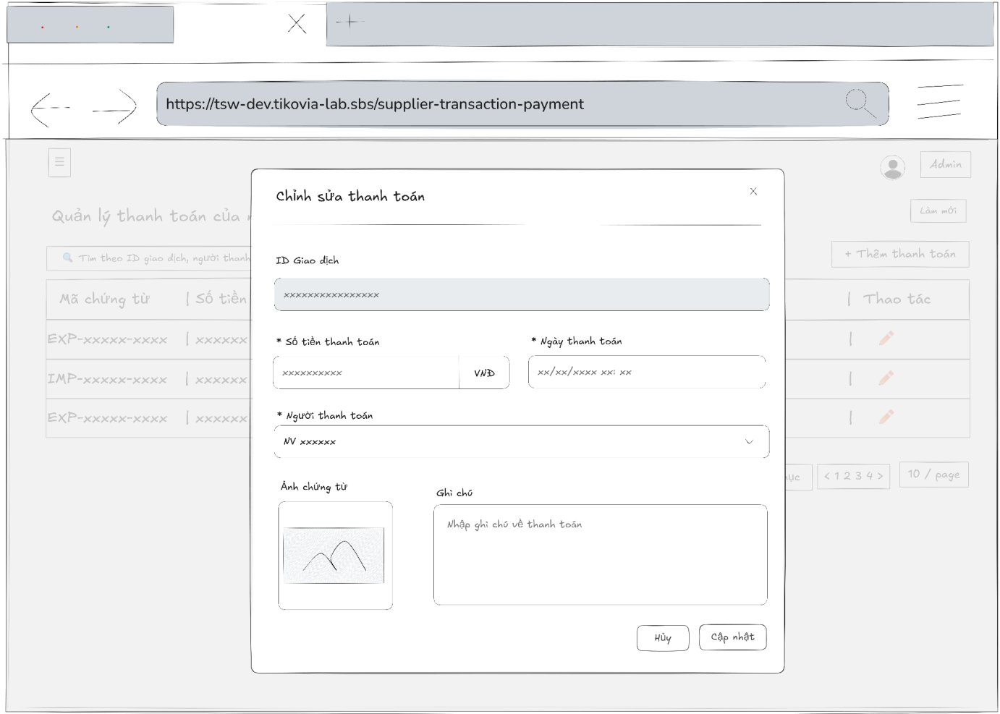 https://tsw-dev.tikovia-lab.sbs/supplier-transaction-payment
☰
Admin
Quản lý thanh toán của
Làm mới
🔍 Tìm theo ID giao dịch, người thanh
+ Thêm thanh toán
Mã chứng từ | Số tiền
| Thao tác
EXP-xxxxx-xxxx | xxxxxx |
IMP-xxxxx-xxxx | xxxxxx |
EXP-xxxxx-xxxx | xxxxxx |
ục
< 1 2 3 4 >
10 / page
Chỉnh sửa thanh toán
ID Giao dịch
xxxxxxxxxxxxxxxx
* Số tiền thanh toán
* Ngày thanh toán
xxxxxxxxxx
VNĐ
xx/xx/xxxx xx: xx
* Người thanh toán
NV xxxxxx
Ảnh chứng từ
Ghi chú
Nhập ghi chú về thanh toán
Hủy
Cập nhật